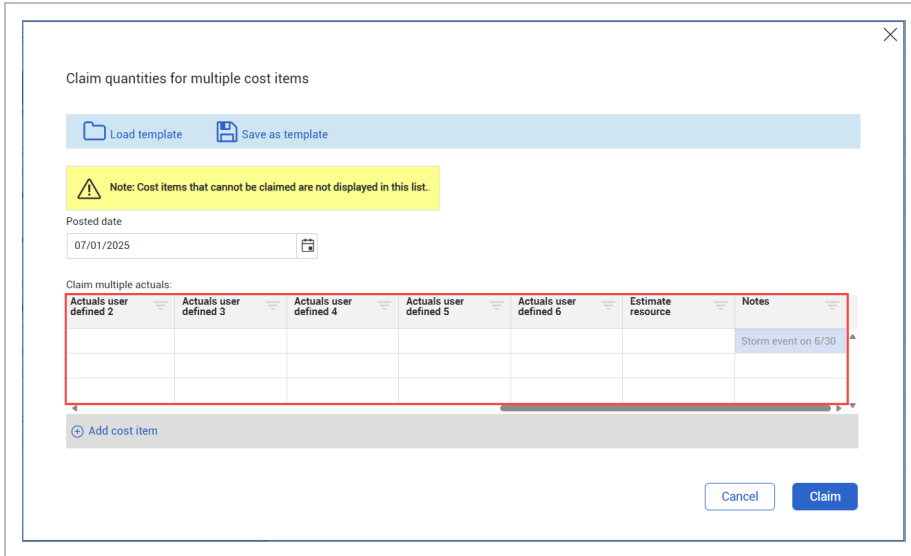 Claim quantities for multiple cost items
Load template Save as template
Note: Cost items that cannot be claimed are not displayed in this list..
Posted date
07/01/2025
Claim multiple actuals:
Actuals user defined 2
Actuals user defined 3
Actuals user defined 4
Actuals user defined 5
Actuals user defined 6
Estimate resource
Notes
Storm event on 6/30
Add cost item
Cancel Claim